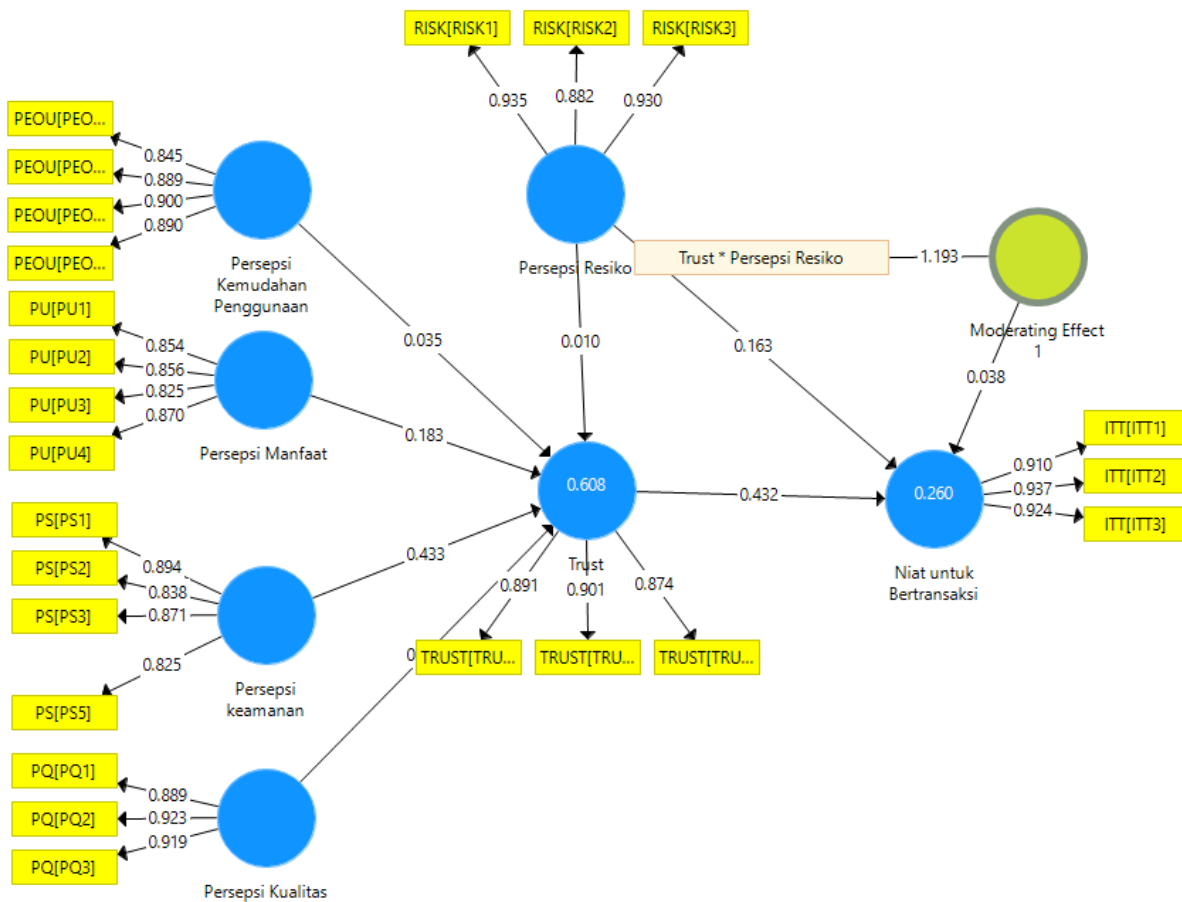 RISK[RISK1]
RISK[RISK2]
RISK[RISK3]
0.935
0.882
0.930
PEOU[PEO...
PEOU[PEO...
PEOU[PEO...
PEOU[PEO...
0.845
0.889
0.900
0.890
Persepsi
Kemudahan
Penggunaan
Persepsi Resiko
Trust * Persepsi Resiko
1.193
Moderating Effect
1
PU[PU1]
PU[PU2]
PU[PU3]
PU[PU4]
0.854
0.856
0.825
0.870
Persepsi Manfaat
0.035
0.010
0.163
0.038
0.183
0.608
0.432
0.260
ITT[ITT1]
ITT[ITT2]
ITT[ITT3]
0.910
0.937
0.924
Niat untuk
Bertransaksi
PS[PS1]
PS[PS2]
PS[PS3]
PS[PS5]
0.894
0.838
0.871
0.825
Persepsi
keamanan
0.433
Trust
0.891
0.901
0.874
TRUST[TRU...
TRUST[TRU...
TRUST[TRU...
PQ[PQ1]
PQ[PQ2]
PQ[PQ3]
0.889
0.923
0.919
Persepsi Kualitas